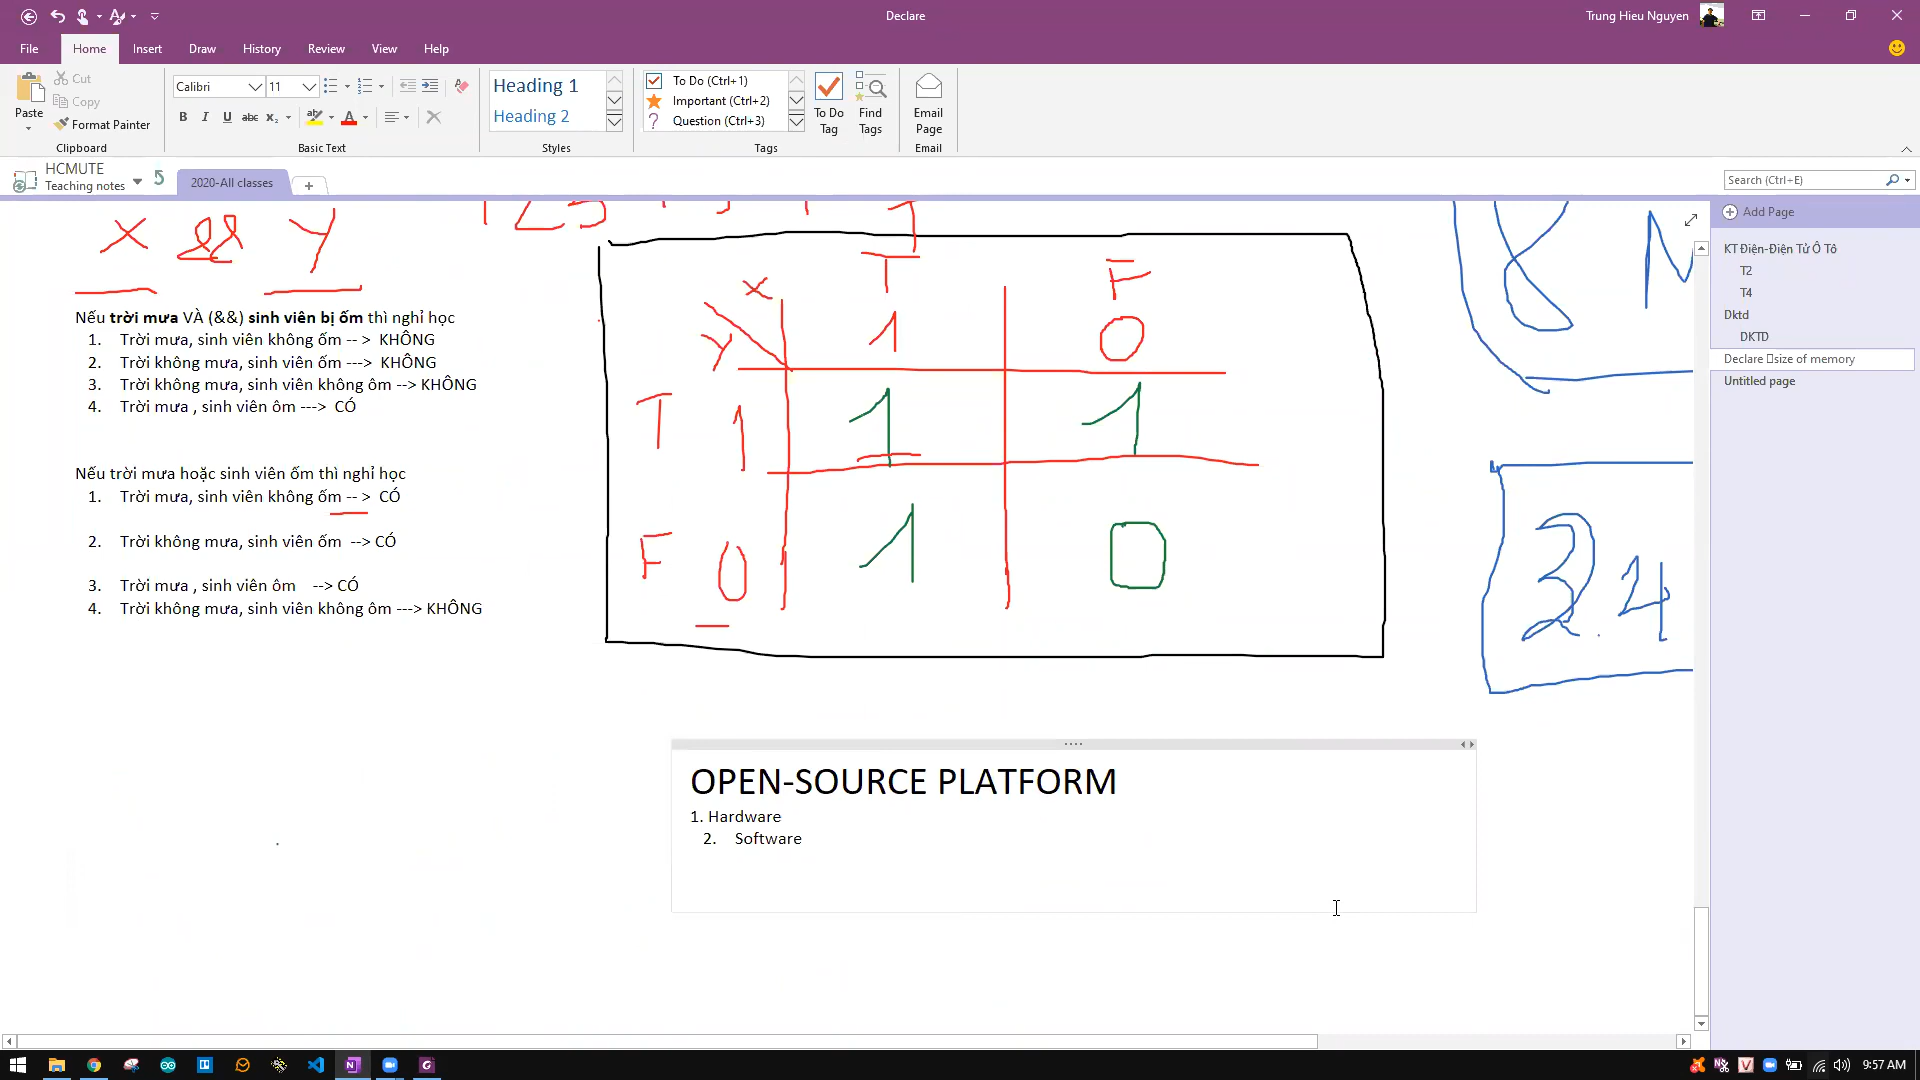 Declare
Trung Hieu Nguyen
File Home Insert Draw History Review View Help
Paste
Cut
Copy
Format Painter
Clipboard
Calibri 11
B I U abc x₂ A
Basic Text
Heading 1
Heading 2
Styles
To Do (Ctrl+1)
Important (Ctrl+2)
Question (Ctrl+3)
To Do Tag
Find Tags
Tags
Email Page
Email
HCMUTE
Teaching notes
2020-All classes
Search (Ctrl+E)
Add Page
KT Điện-Điện Tử Ô Tô
T2
T4
Dktd
DKTD
Declare size of memory
Untitled page
X && Y
Nếu trời mưa VÀ (&&) sinh viên bị ốm thì nghỉ học
1. Trời mưa, sinh viên không ốm -- > KHÔNG
2. Trời không mưa, sinh viên ốm ---> KHÔNG
3. Trời không mưa, sinh viên không ôm --> KHÔNG
4. Trời mưa , sinh viên ôm ---> CÓ
Nếu trời mưa hoặc sinh viên ốm thì nghỉ học
1. Trời mưa, sinh viên không ốm -- > CÓ
2. Trời không mưa, sinh viên ốm --> CÓ
3. Trời mưa , sinh viên ôm --> CÓ
4. Trời không mưa, sinh viên không ôm ---> KHÔNG
T F
X
Y 1 0
T 1 1 1
F 0 1 0
8
3.4
OPEN-SOURCE PLATFORM
1. Hardware
2. Software
9:57 AM